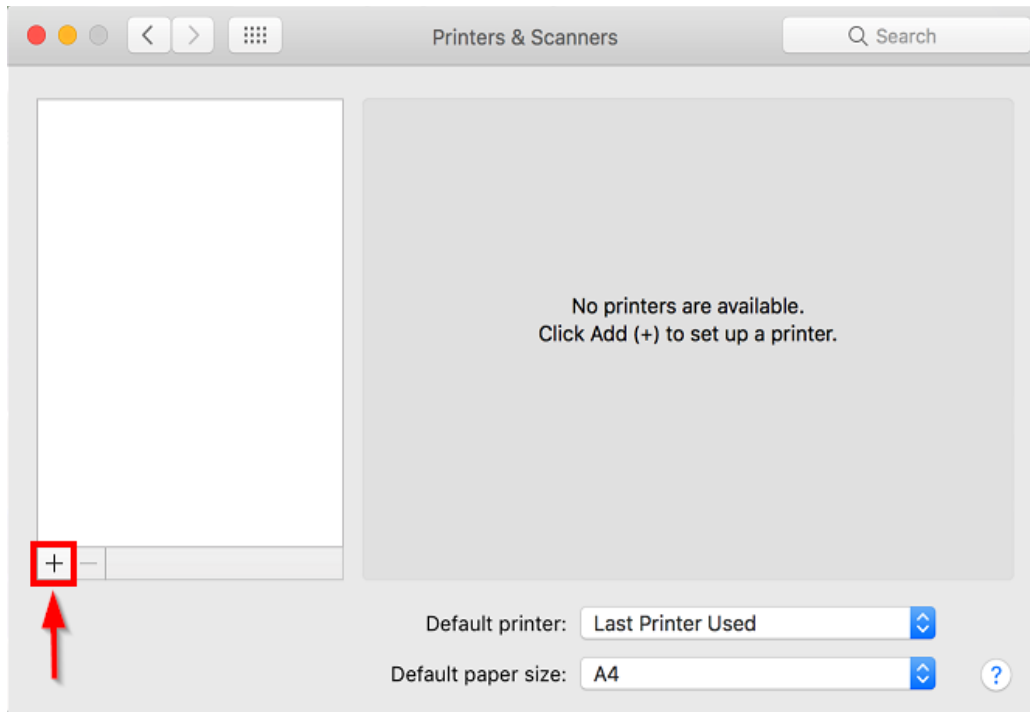 Printers & Scanners
Search
No printers are available.
Click Add (+) to set up a printer.
+ −
Default printer: Last Printer Used
Default paper size: A4
?